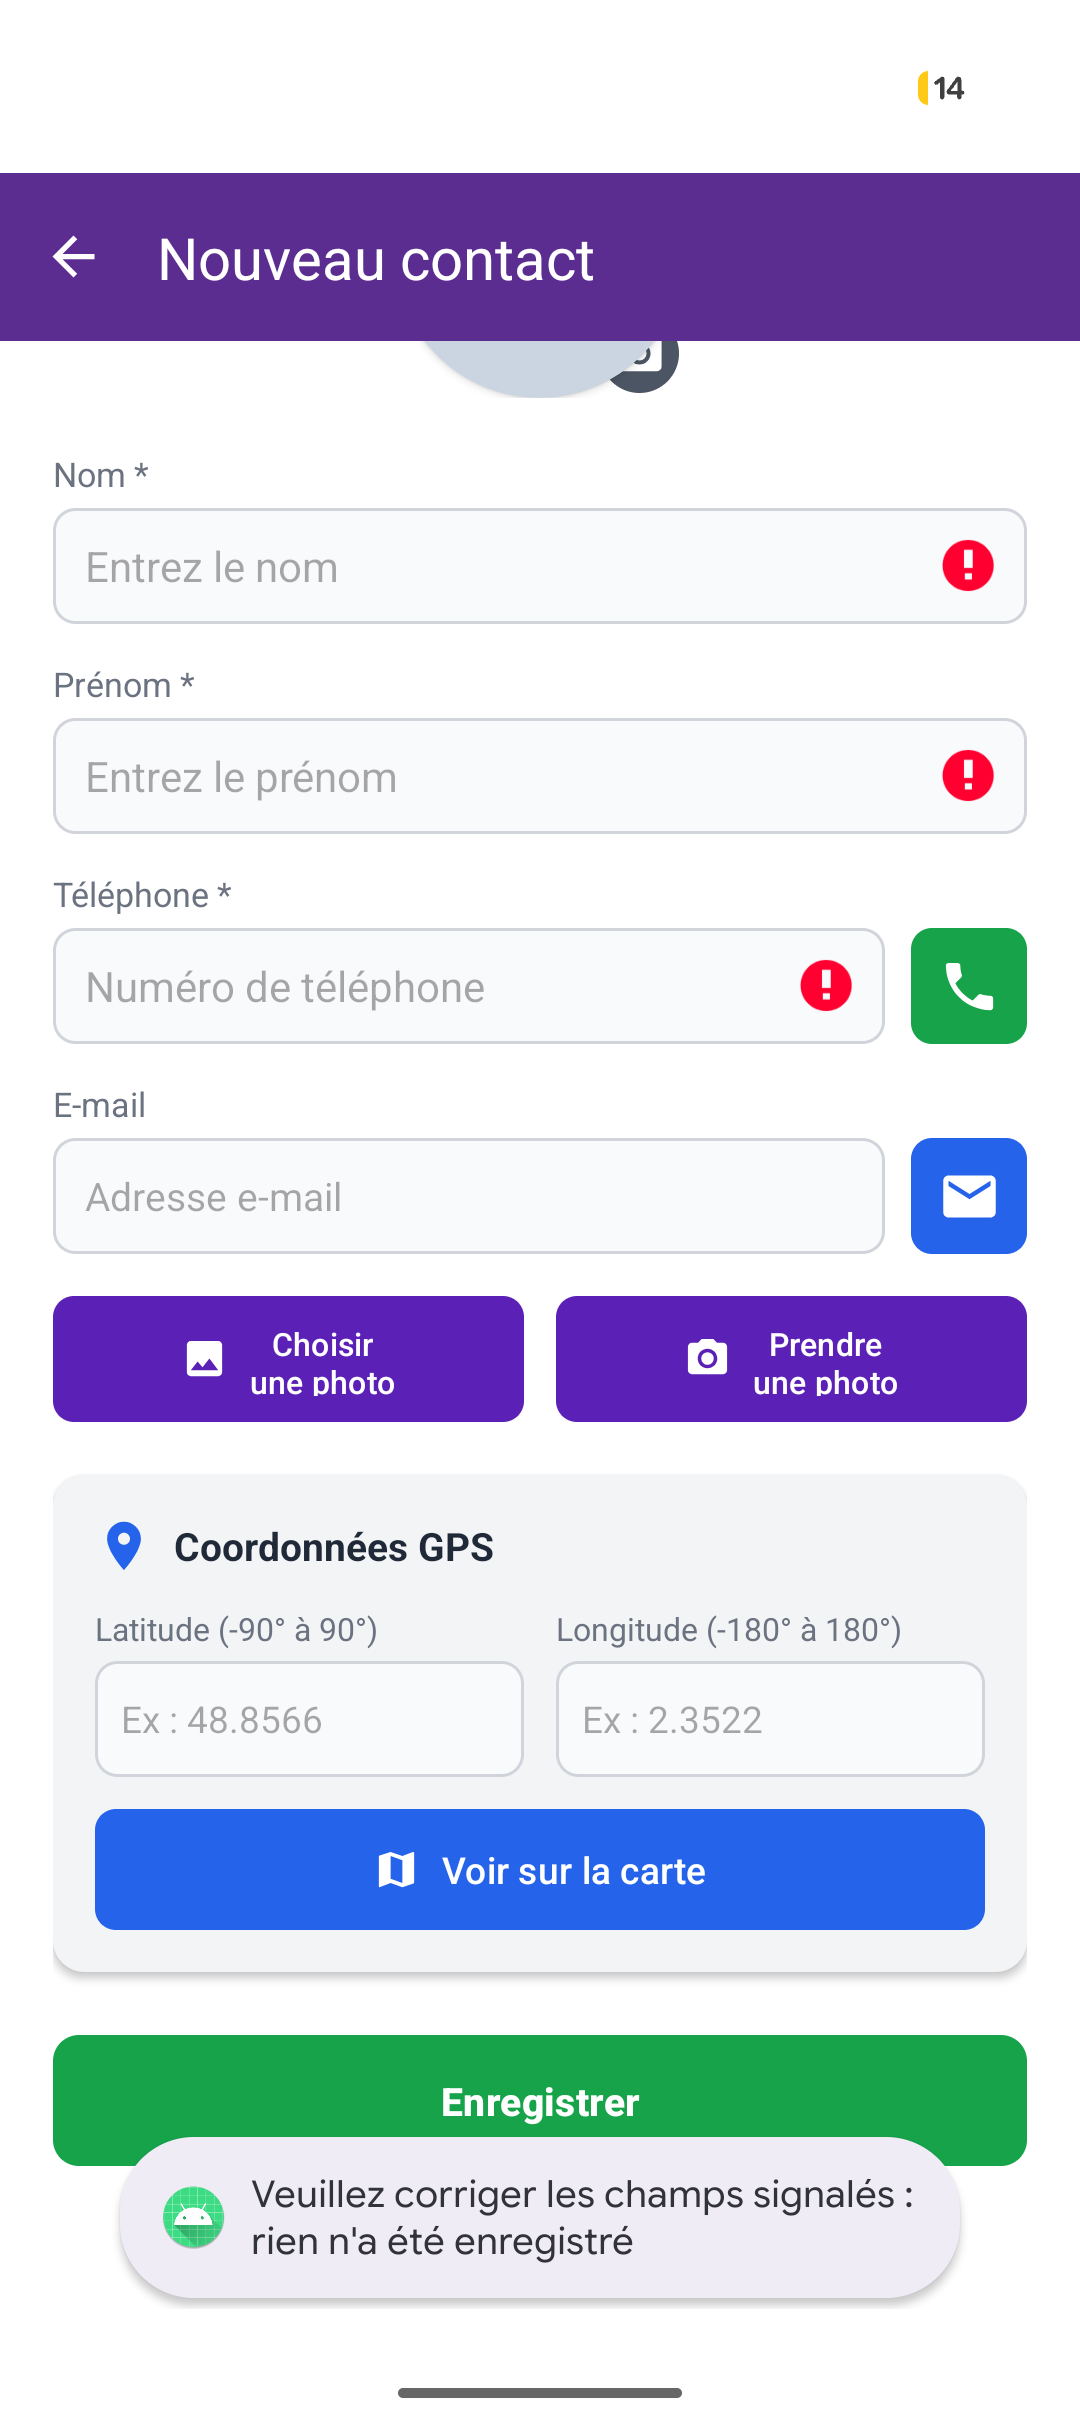 14
Nouveau contact
Nom *
Entrez le nom
Prénom *
Entrez le prénom
Téléphone *
Numéro de téléphone
E-mail
Adresse e-mail
Choisir
une photo
Prendre
une photo
Coordonnées GPS
Latitude (-90° à 90°)
Longitude (-180° à 180°)
Ex : 48.8566
Ex : 2.3522
Voir sur la carte
Enregistrer
Veuillez corriger les champs signalés :
rien n'a été enregistré